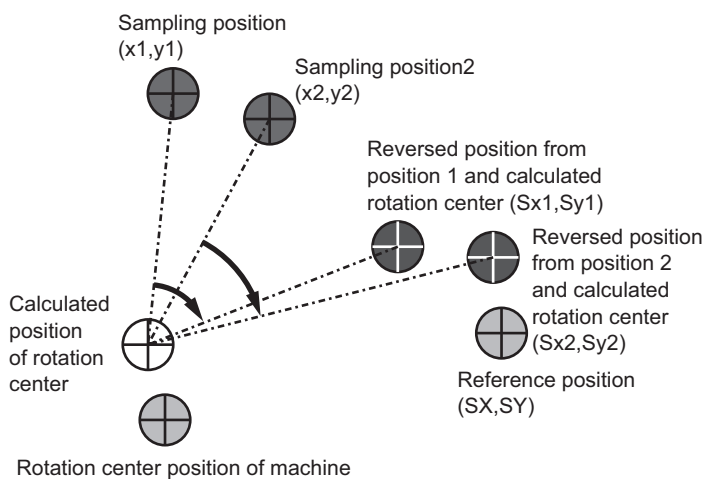 Sampling position
(x1,y1)
Sampling position2
(x2,y2)
Reversed position from
position 1 and calculated
rotation center (Sx1,Sy1)
Reversed position
from position 2
and calculated
rotation center
(Sx2,Sy2)
Calculated
position
of rotation
center
Reference position
(SX,SY)
Rotation center position of machine